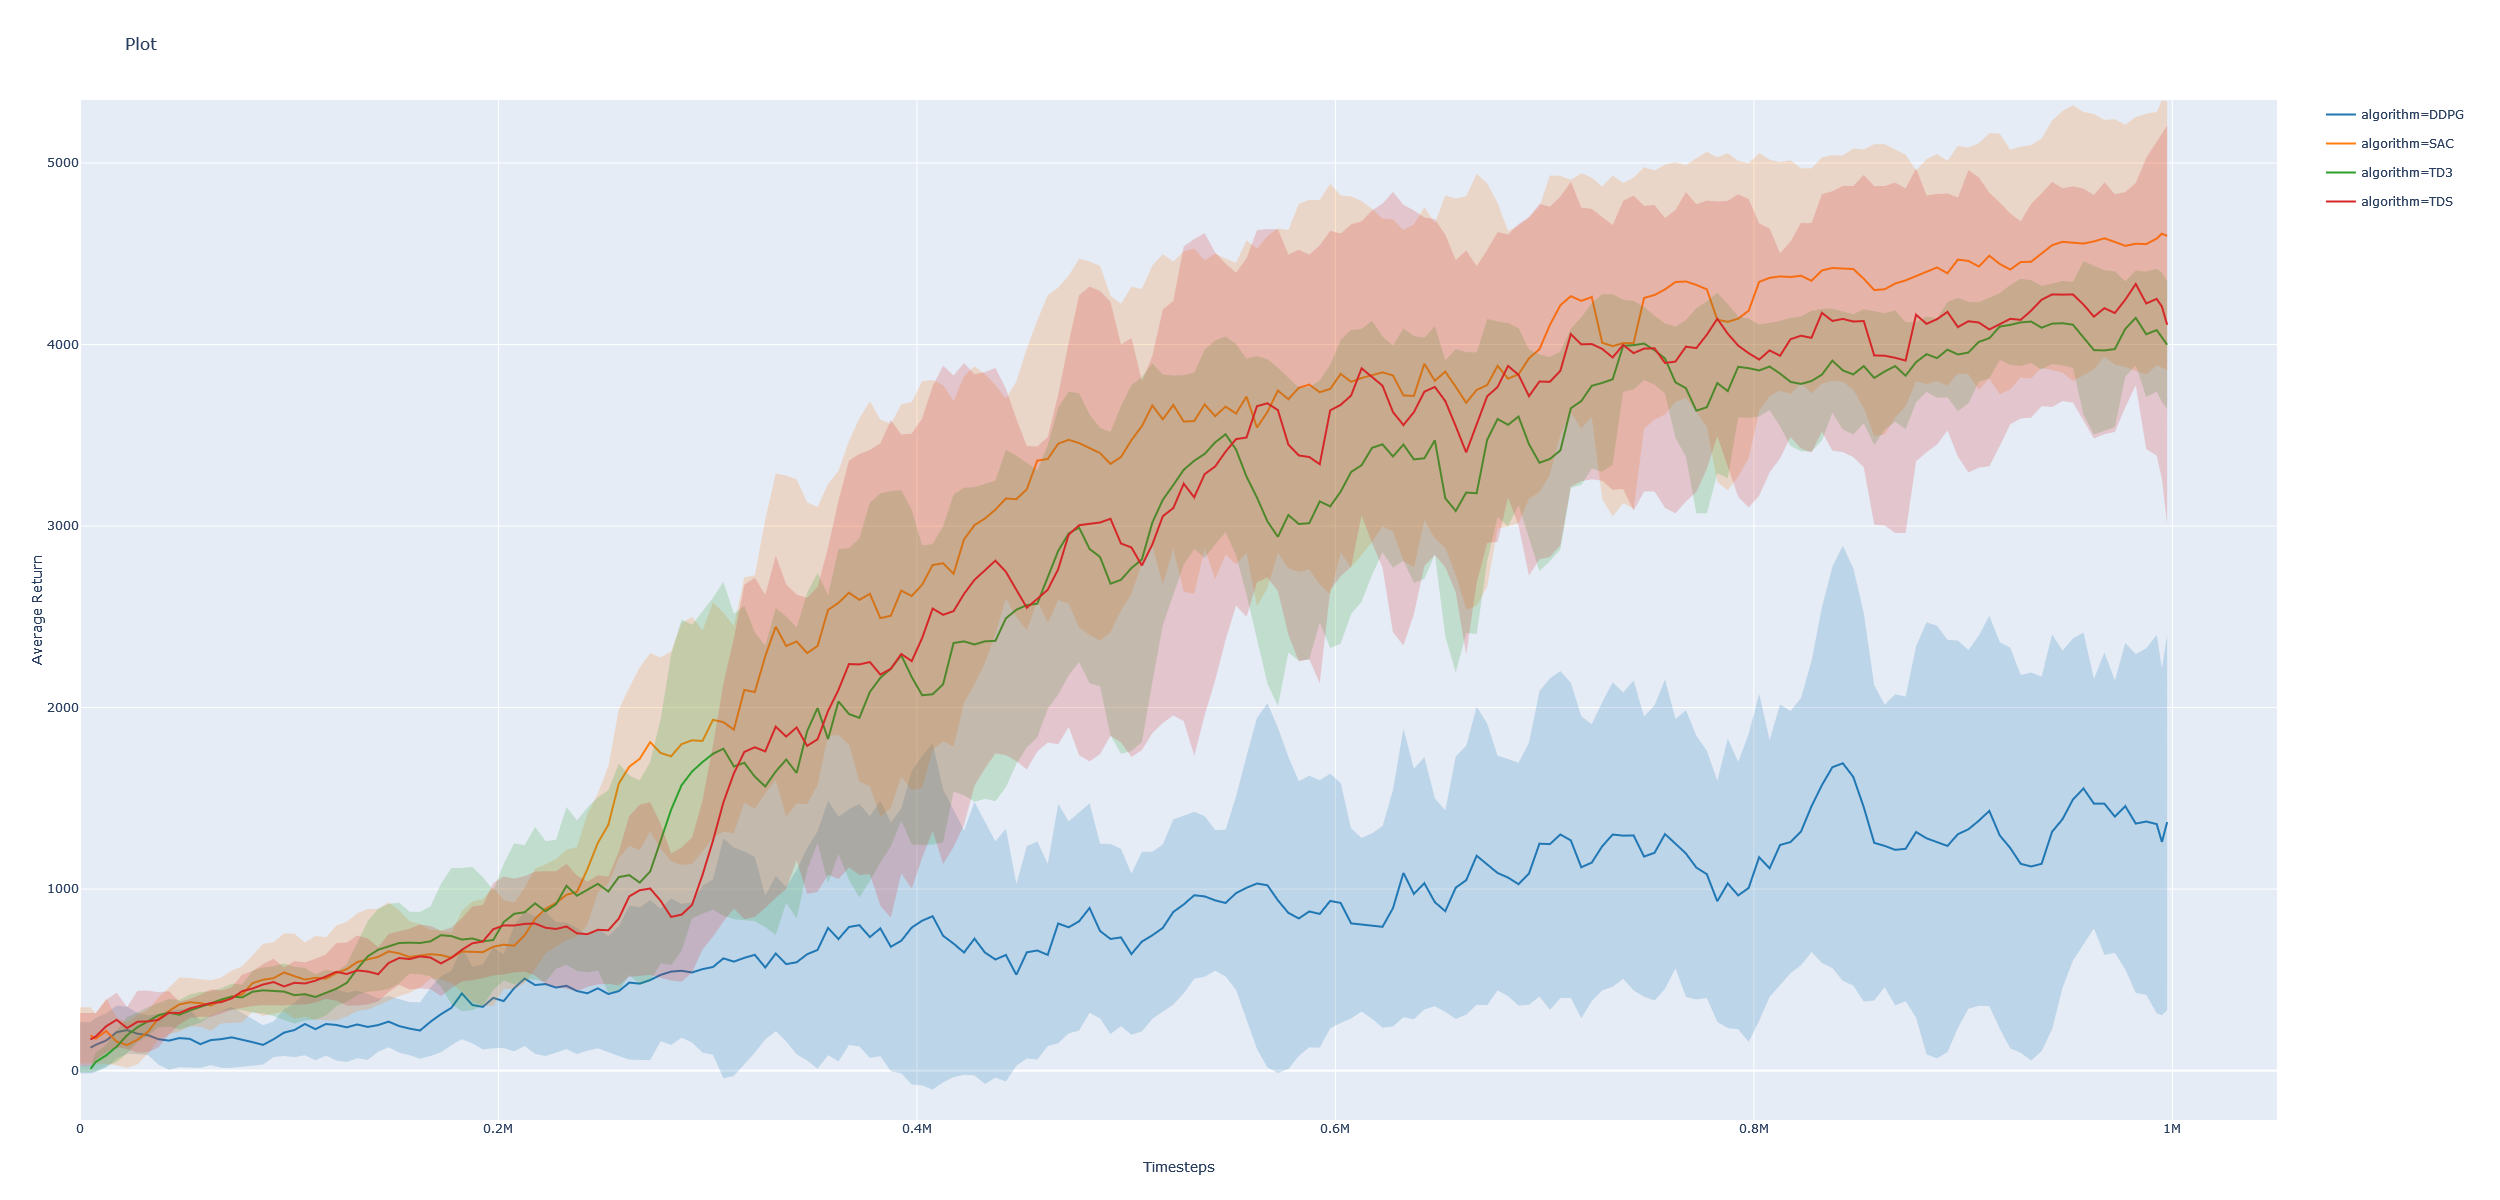 Plot
algorithm=DDPG
algorithm=SAC
algorithm=TD3
algorithm=TDS
Average Return
5000
4000
3000
2000
1000
0
0 0.2M 0.4M 0.6M 0.8M 1M
Timesteps